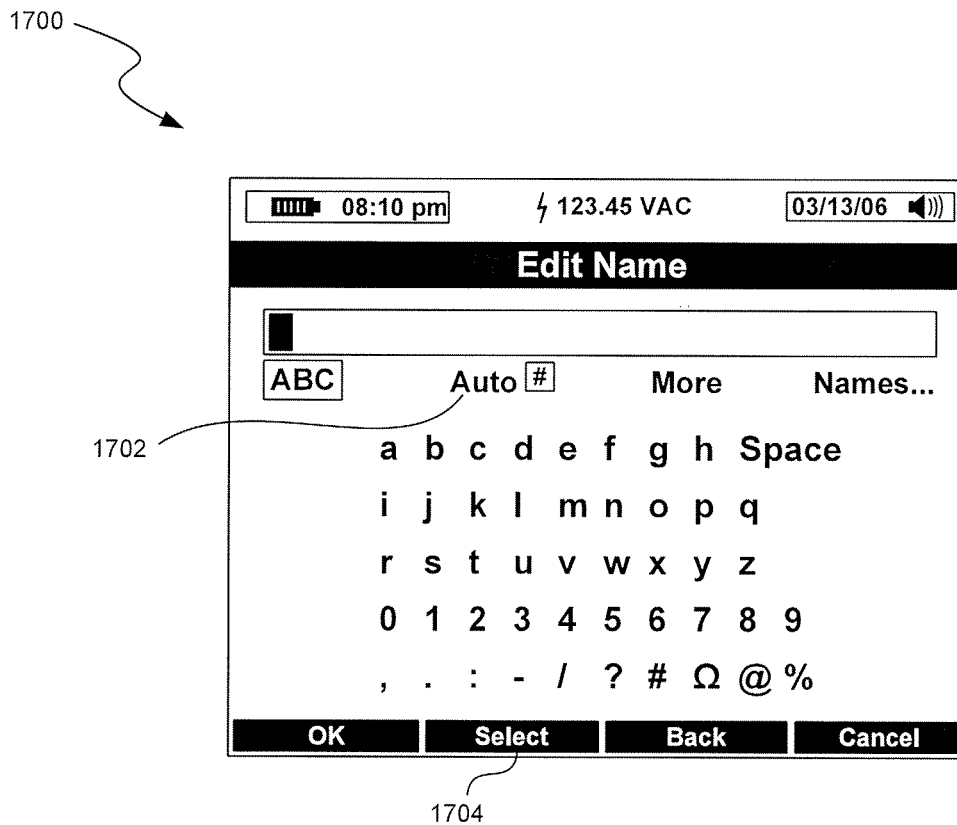 1700
08:10 pm 123.45 VAC 03/13/06
Edit Name
ABC Auto # More Names...
1702
a b c d e f g h Space
i j k l m n o p q
r s t u v w x y z
0 1 2 3 4 5 6 7 8 9
, . : - / ? # Ω @ %
OK Select Back Cancel
1704